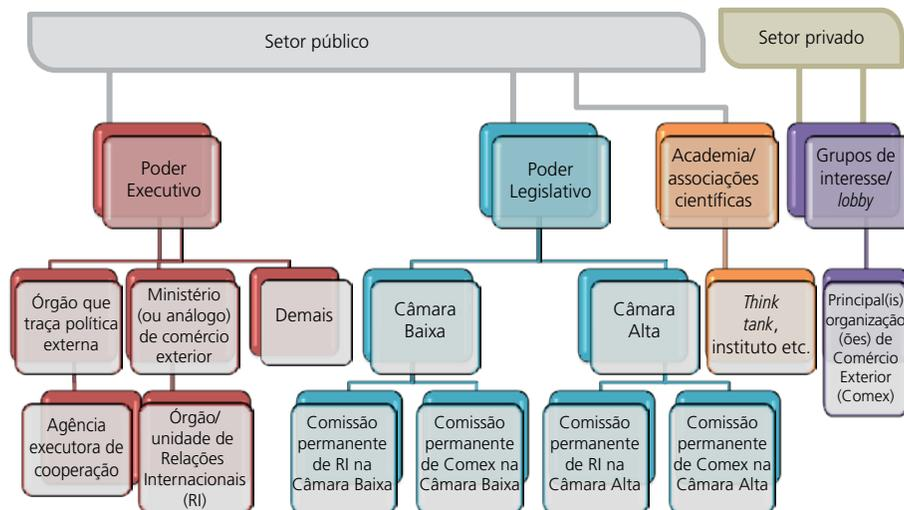 Setor público
Setor privado
Poder
Executivo
Poder
Legislativo
Academia/
associações
científicas
Grupos de
interesse/
lobby
Órgão que
traça política
externa
Ministério
(ou análogo)
de comércio
exterior
Demais
Câmara
Baixa
Câmara
Alta
Think
tank,
instituto etc.
Principal(is)
organização
(ões) de
Comércio
Exterior
(Comex)
Agência
executora de
cooperação
Órgão/
unidade de
Relações
Internacionais
(RI)
Comissão
permanente
de RI na
Câmara Baixa
Comissão
permanente
de Comex na
Câmara Baixa
Comissão
permanente
de RI na
Câmara Alta
Comissão
permanente
de Comex na
Câmara Alta